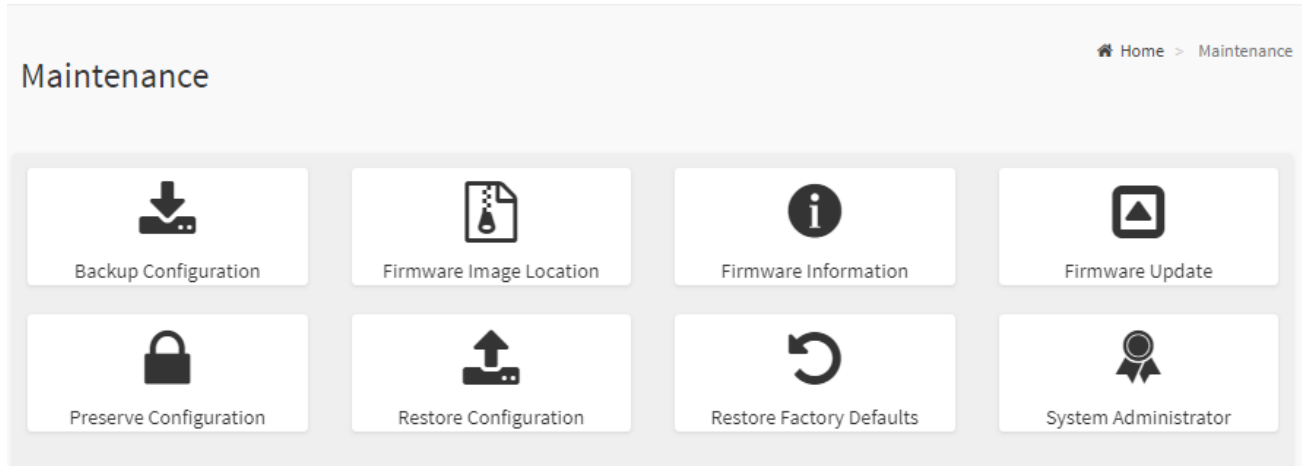 Home > Maintenance
Maintenance
Backup Configuration
Firmware Image Location
Firmware Information
Firmware Update
Preserve Configuration
Restore Configuration
Restore Factory Defaults
System Administrator